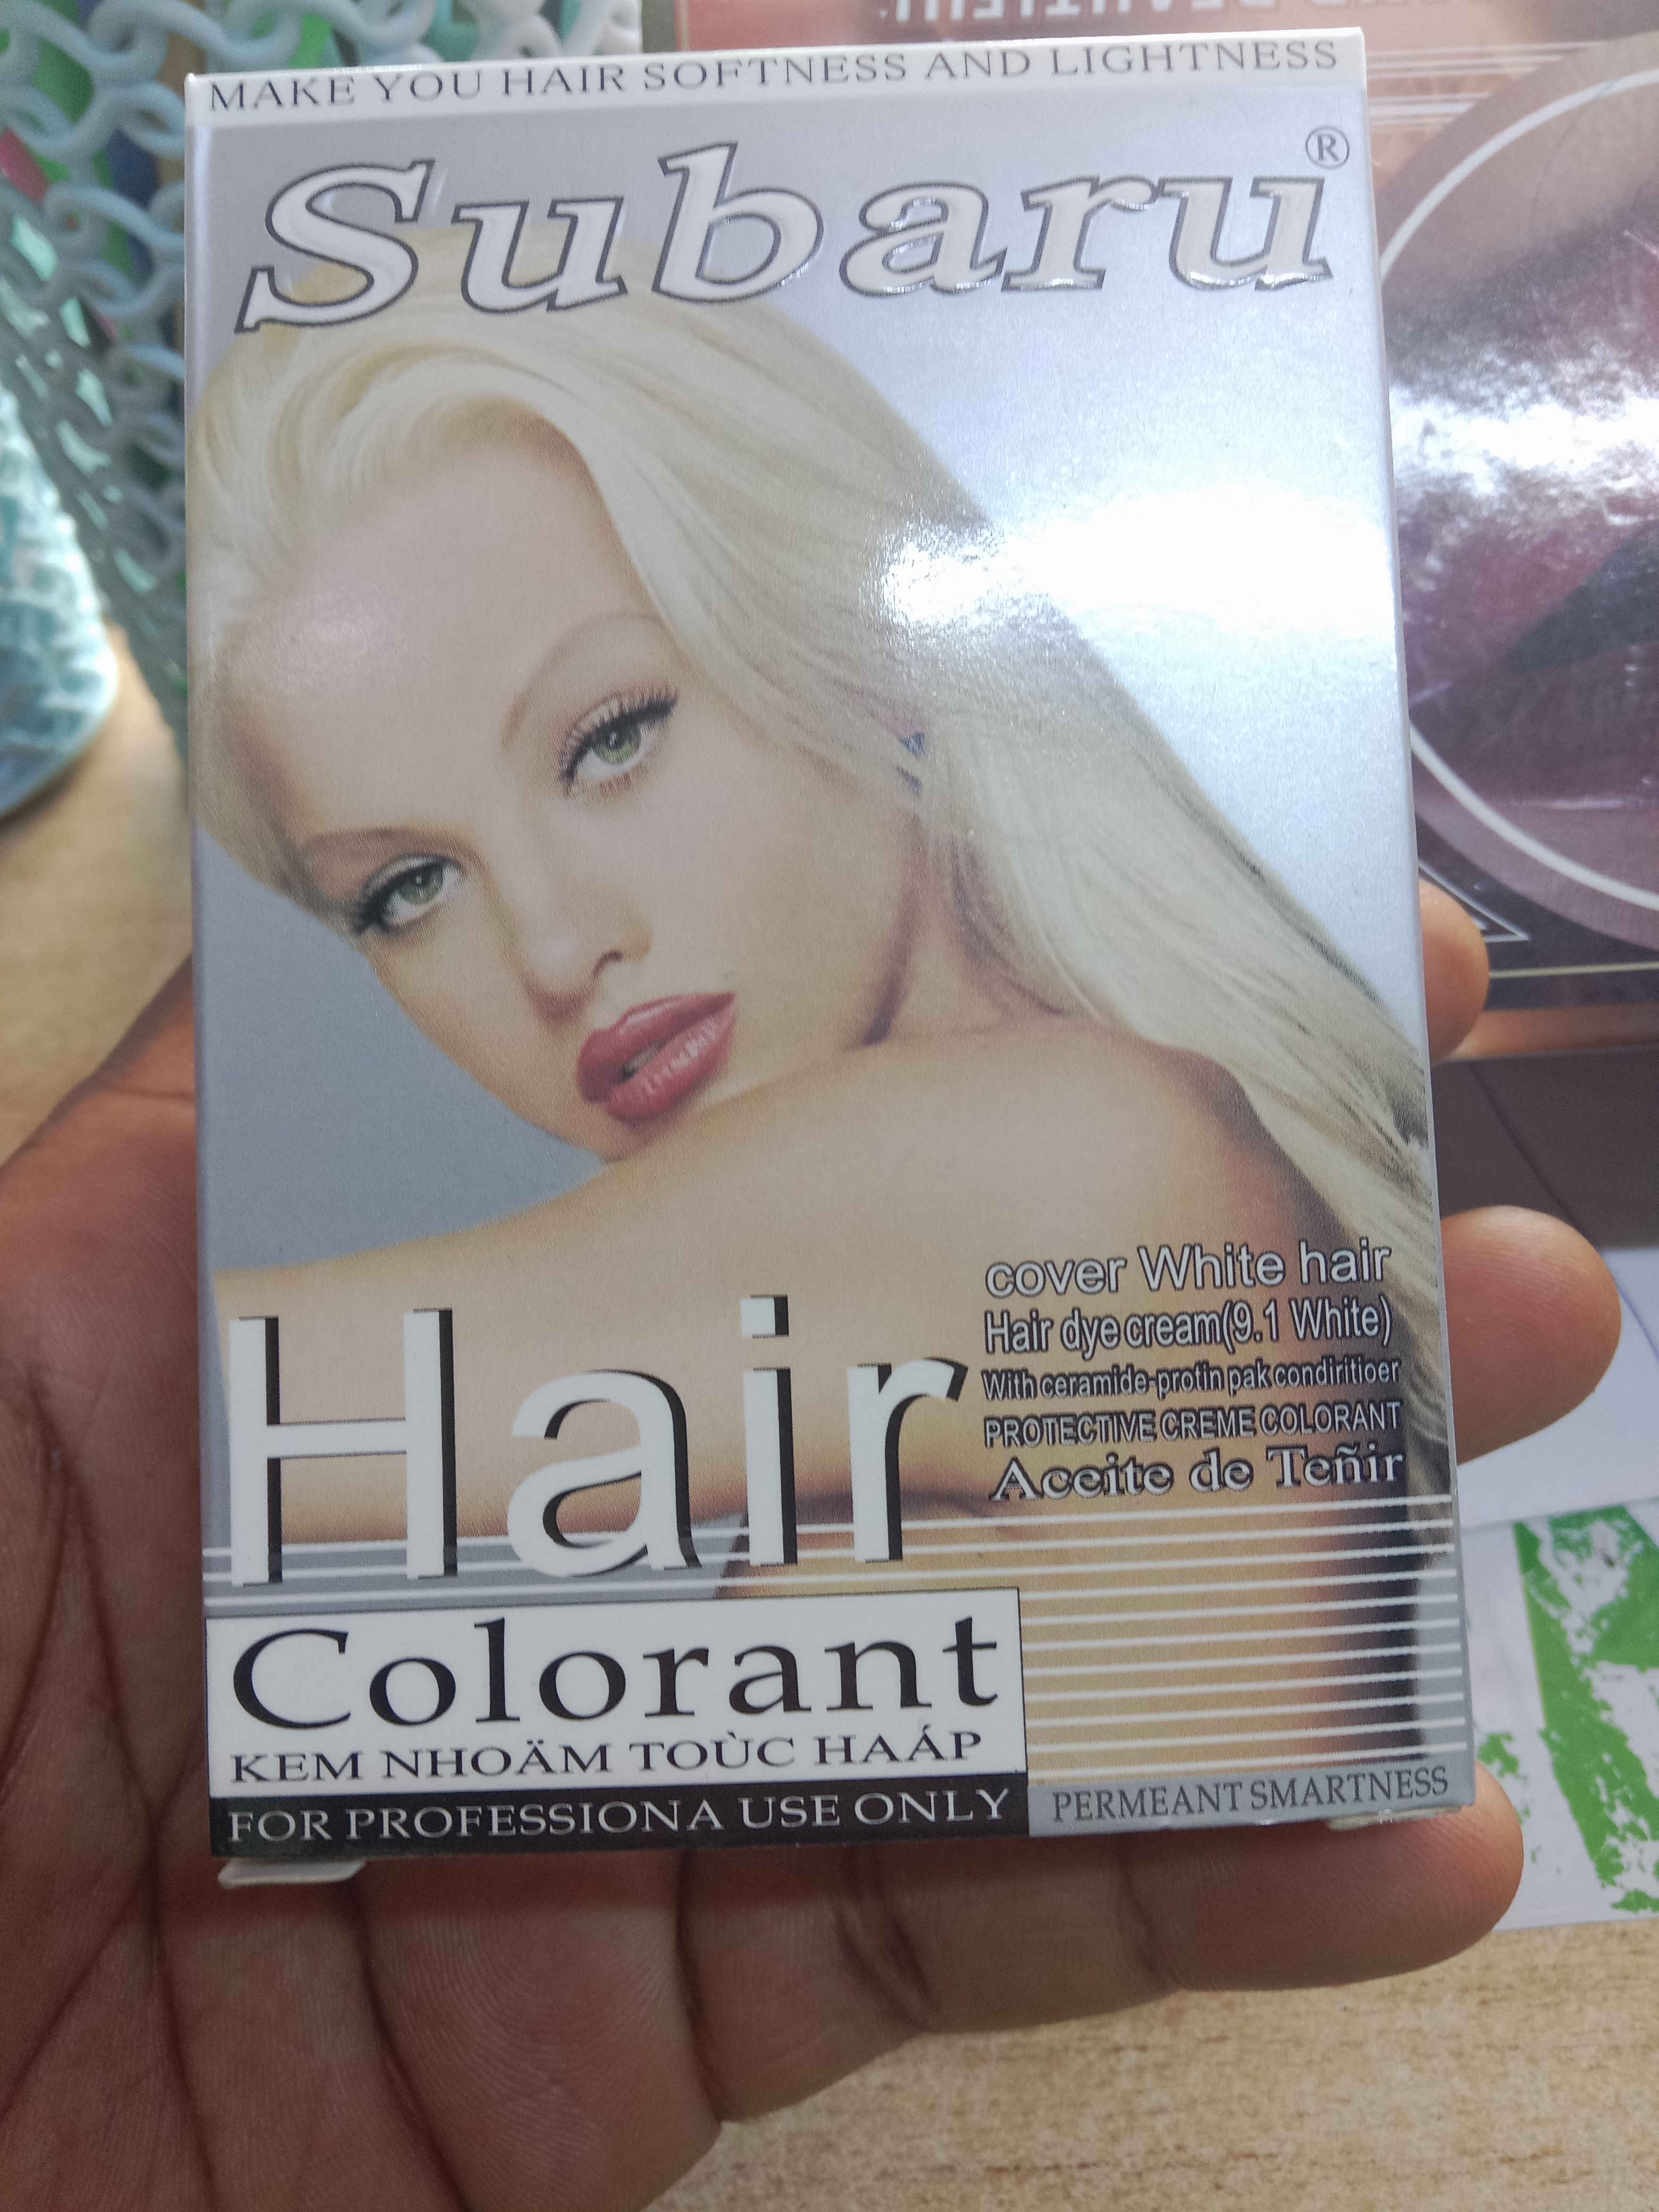 MAKE YOU HAIR SOFTNESS AND LIGHTNESS
Subaru®
cover White hair
Hair dye cream(9.1 White)
With ceramide-protin pak condiritioer
PROTECTIVE CREME COLORANT
Aceite de Teñir
Hair
Colorant
KEM NHOÄM TOÙC HAÁP
FOR PROFESSIONA USE ONLY
PERMEANT SMARTNESS